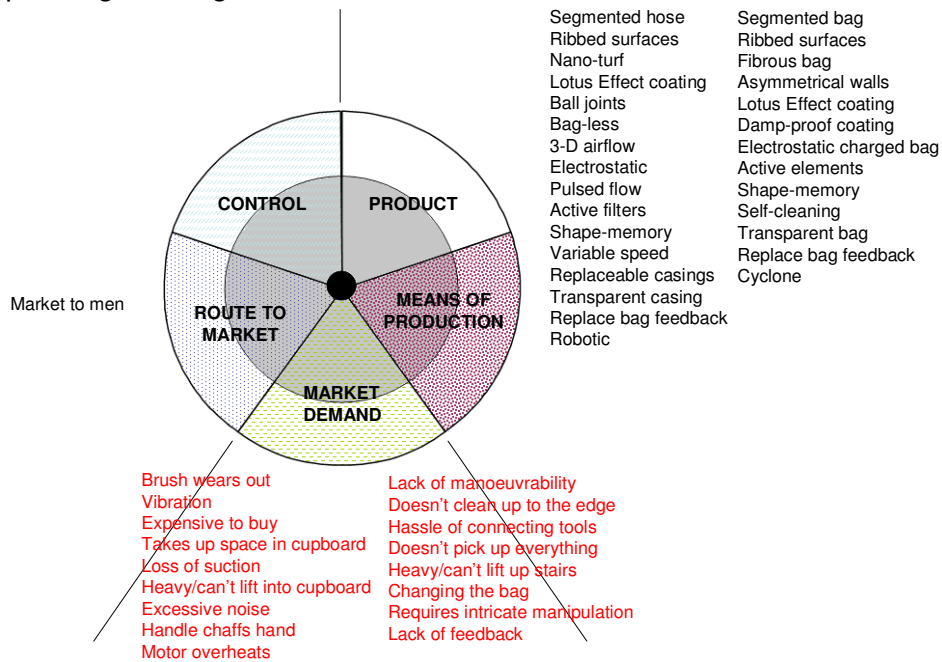 Segmented hose
Ribbed surfaces
Nano-turf
Lotus Effect coating
Ball joints
Bag-less
3-D airflow
Electrostatic
Pulsed flow
Active filters
Shape-memory
Variable speed
Replaceable casings
Transparent casing
Replace bag feedback
Robotic
Segmented bag
Ribbed surfaces
Fibrous bag
Asymmetrical walls
Lotus Effect coating
Damp-proof coating
Electrostatic charged bag
Active elements
Shape-memory
Self-cleaning
Transparent bag
Replace bag feedback
Cyclone
CONTROL
PRODUCT
Market to men
ROUTE TO
MARKET
MEANS OF
PRODUCTION
MARKET
DEMAND
Brush wears out
Vibration
Expensive to buy
Takes up space in cupboard
Loss of suction
Heavy/can't lift into cupboard
Excessive noise
Handle chaffs hand
Motor overheats
Lack of manoeuvrability
Doesn't clean up to the edge
Hassle of connecting tools
Doesn't pick up everything
Heavy/can't lift up stairs
Changing the bag
Requires intricate manipulation
Lack of feedback